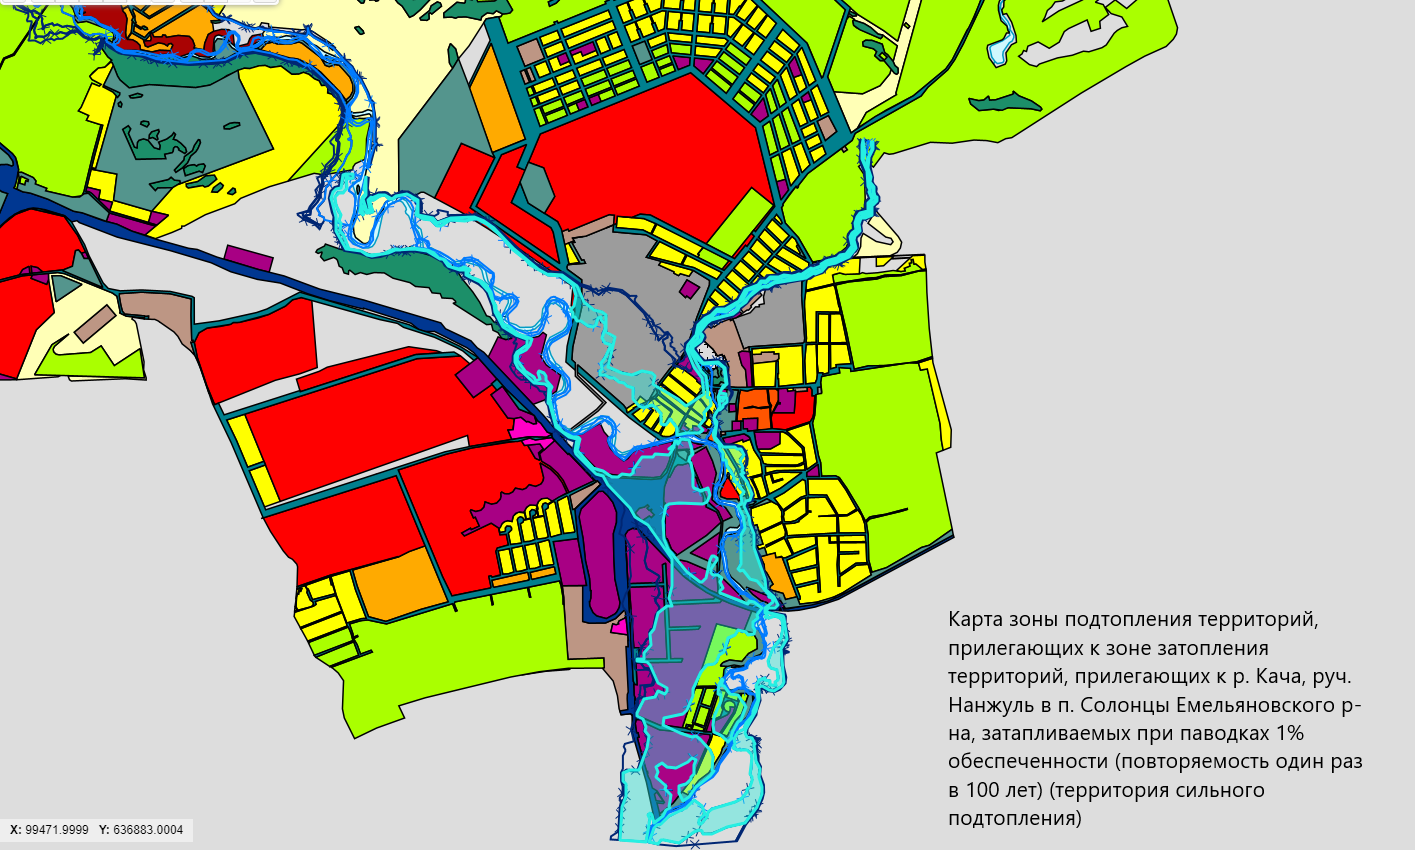 Карта зоны подтопления территорий,
прилегающих к зоне затопления
территорий, прилегающих к р. Кача, руч.
Нанжуль в п. Солонцы Емельяновского р-
на, затапливаемых при паводках 1%
обеспеченности (повторяемость один раз
в 100 лет) (территория сильного
подтопления)
X: 99471.9999 Y: 636883.0004